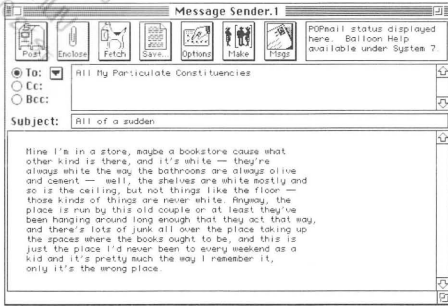 Message Sender.1
Post
Enclose
Fetch
Save...
Options
Make
Msgs
POPmail status displayed
here. Balloon Help
available under System 7.
To:
All My Particulate Constituencies
Cc:
Bcc:
Subject:
All of a sudden
Mine I'm in a store, maybe a bookstore cause what
other kind is there, and it's white — they're
always white the way the bathrooms are always olive
and cement — well, the shelves are white mostly and
so is the ceiling, but not things like the floor —
those kinds of things are never white. Anyway, the
place is run by this old couple or at least they've
been hanging around long enough that they act that way,
and there's lots of junk all over the place taking up
the spaces where the books ought to be, and this is
just the place I'd never been to every weekend as a
kid and it's pretty much the way I remember it,
only it's the wrong place.